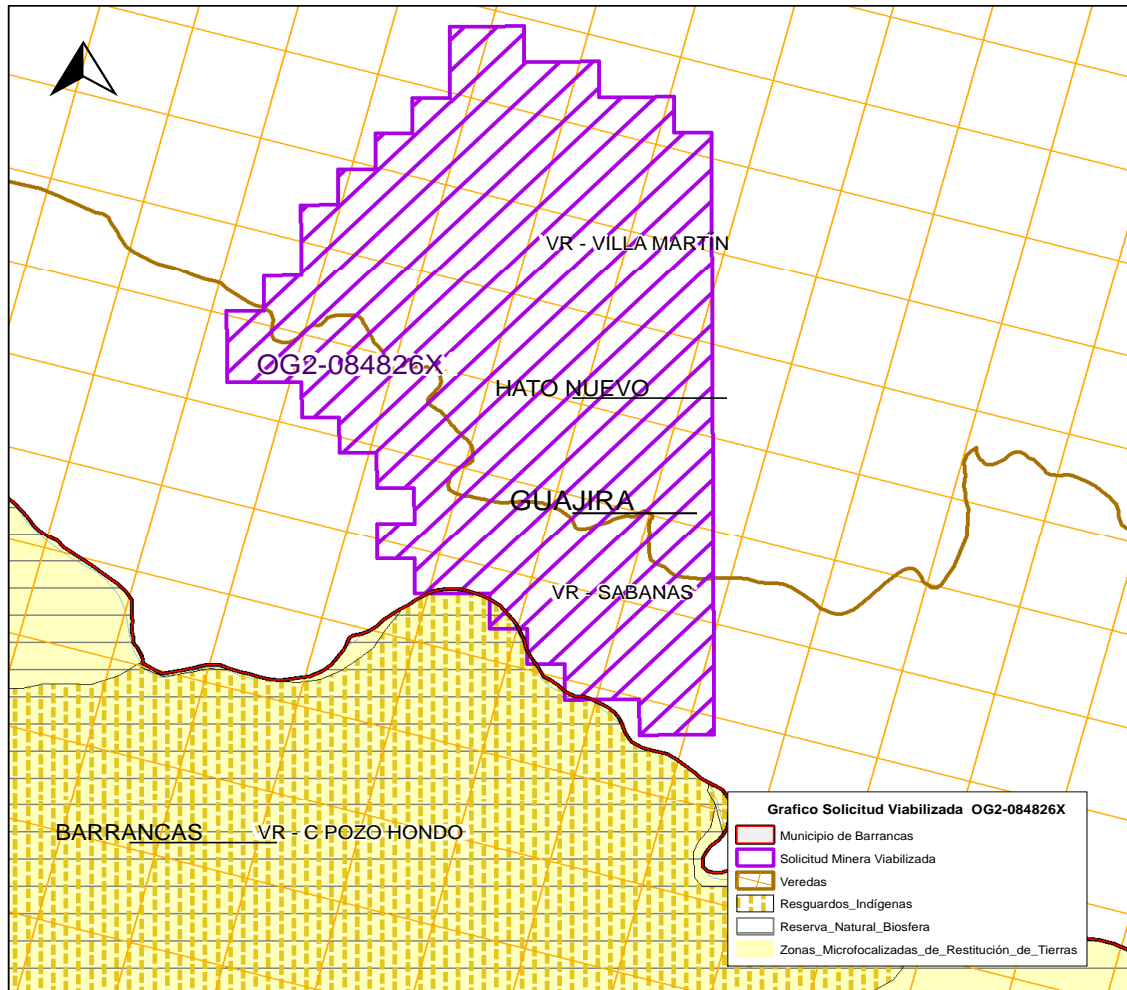 VR - VILLA MARTÍN
OG2-084826X
HATO NUEVO
GUAJIRA
VR - SABANAS
BARRANCAS
VR - C POZO HONDO
Grafico Solicitud Viabilizada OG2-084826X
Municipio de Barrancas
Solicitud Minera Viabilizada
Veredas
Resguardos_Indígenas
Reserva_Natural_Biosfera
Zonas_Microfocalizadas_de_Restitución_de_Tierras